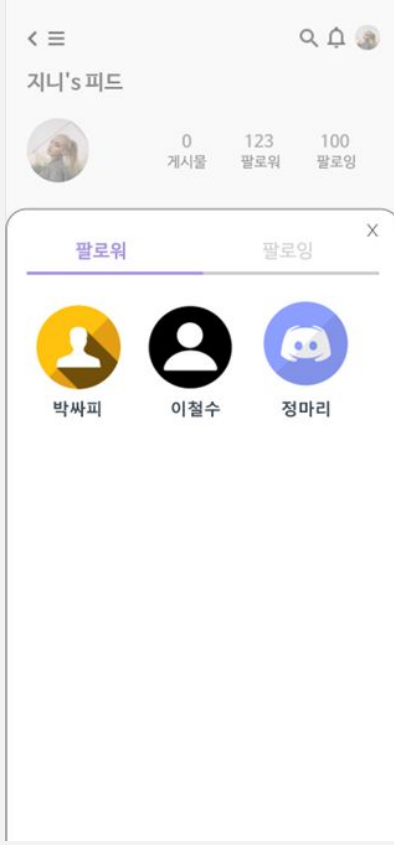 지니's 피드
0 123 100
게시물 팔로워 팔로잉
X
팔로워 팔로잉
박싸피 이철수 정마리